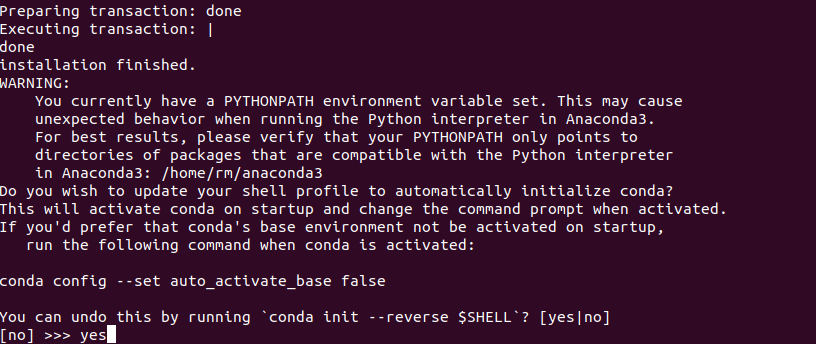 Preparing transaction: done
Executing transaction: |
done
installation finished.
WARNING:
    You currently have a PYTHONPATH environment variable set. This may cause
    unexpected behavior when running the Python interpreter in Anaconda3.
    For best results, please verify that your PYTHONPATH only points to
    directories of packages that are compatible with the Python interpreter
    in Anaconda3: /home/rm/anaconda3
Do you wish to update your shell profile to automatically initialize conda?
This will activate conda on startup and change the command prompt when activated.
If you'd prefer that conda's base environment not be activated on startup,
   run the following command when conda is activated:

conda config --set auto_activate_base false

You can undo this by running `conda init --reverse $SHELL`? [yes|no]
[no] >>> yes